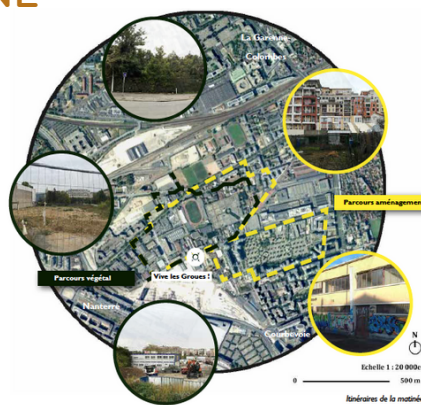 NE
La Garenne-
Colombes
Parcours aménagement
Parcours végétal
Vive les Groues !
Nanterre
Courbevoie
N
Echelle 1 : 20 000e
0 500 m
Itinéraires de la matinée